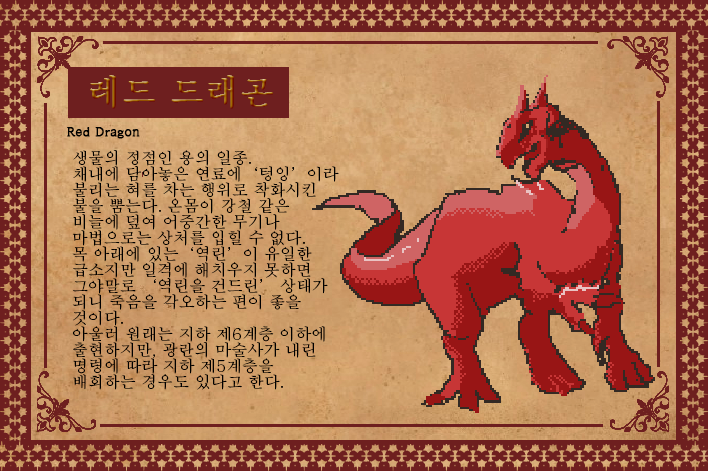 레드 드래곤
Red Dragon
생물의 정점인 용의 일종.
채내에 담아놓은 연료에 ‘텅잉’ 이라
불리는 혀를 차는 행위로 착화시킨
불을 뿜는다. 온몸이 강철 같은
비늘에 덮여 어중간한 무기나
마법으로는 상처를 입힐 수 없다.
목 아래에 있는 ‘역린’ 이 유일한
급소지만 일격에 해치우지 못하면
그야말로 ‘역린을 건드린’ 상태가
되니 죽음을 각오하는 편이 좋을
것이다.
아울러 원래는 지하 제6계층 이하에
출현하지만, 광란의 마술사가 내린
명령에 따라 지하 제5계층을
배회하는 경우도 있다고 한다.